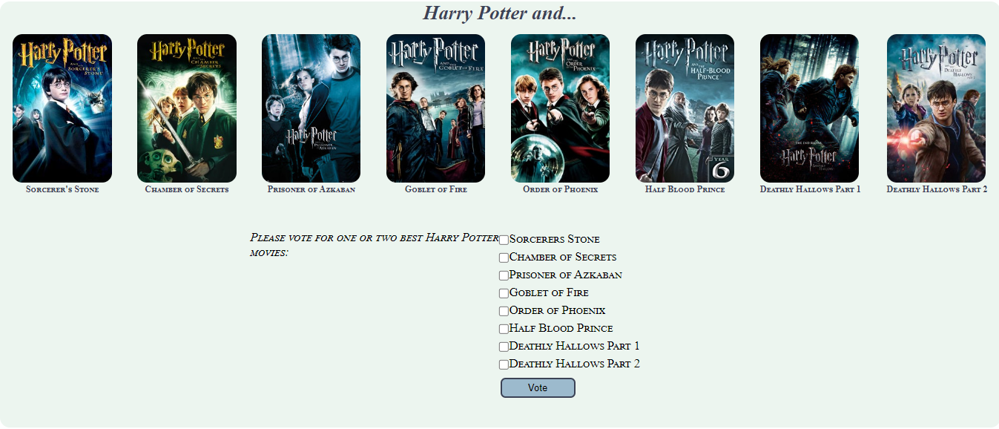 Harry Potter and...
Harry Potter
AND THE
SORCERER'S
STONE
Harry Potter
AND THE
CHAMBER
OF SECRETS
Harry Potter
AND THE
PRISONER OF
AZKABAN
Harry Potter
AND THE
GOBLET OF FIRE
Harry Potter
AND THE
ORDER OF THE
PHOENIX
Harry Potter
AND THE
HALF-BLOOD
PRINCE
YEAR
6
THE END BEGINS
Harry Potter
AND THE
DEATHLY HALLOWS
Harry Potter
AND THE
DEATHLY HALLOWS
PART 2
Sorcerer's Stone
Chamber of Secrets
Prisoner of Azkaban
Goblet of Fire
Order of Phoenix
Half Blood Prince
Deathly Hallows Part 1
Deathly Hallows Part 2
Please vote for one or two best Harry Potter
movies:
Sorcerers Stone
Chamber of Secrets
Prisoner of Azkaban
Goblet of Fire
Order of Phoenix
Half Blood Prince
Deathly Hallows Part 1
Deathly Hallows Part 2
Vote